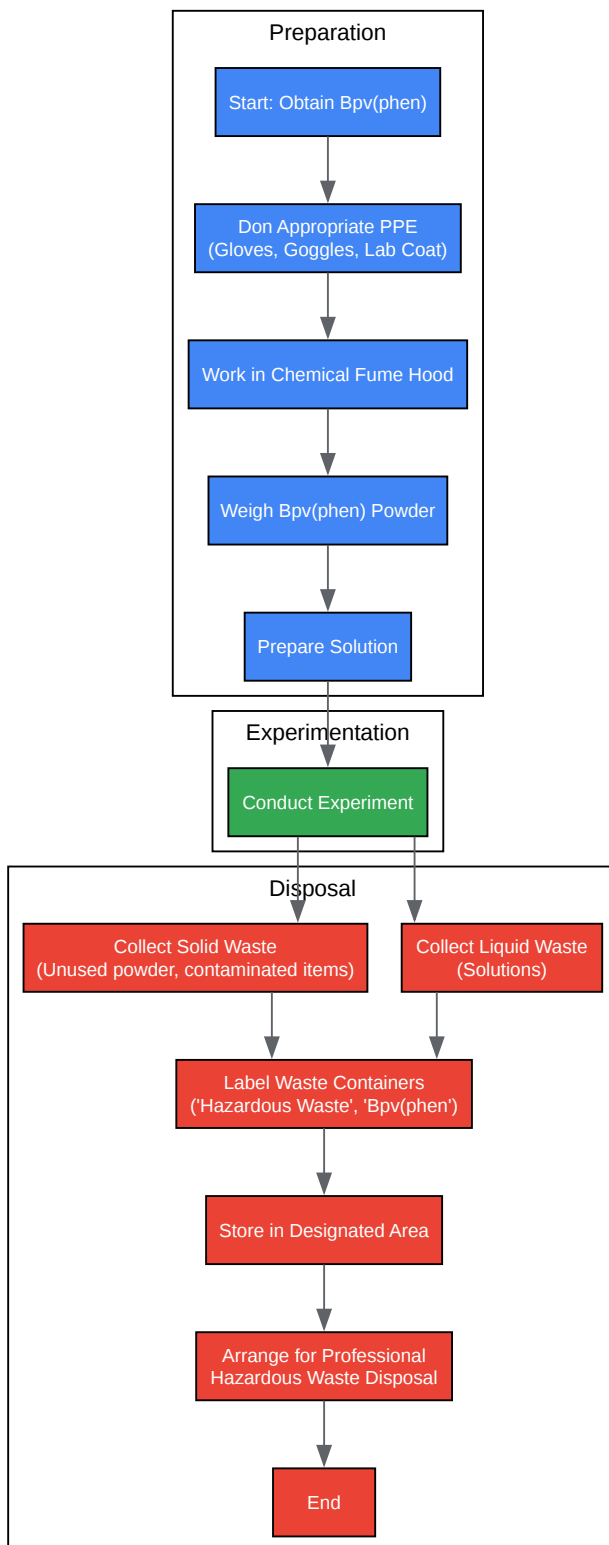 Preparation
Start: Obtain Bpv(phen)
Don Appropriate PPE
(Gloves, Goggles, Lab Coat)
Work in Chemical Fume Hood
Weigh Bpv(phen) Powder
Prepare Solution
Experimentation
Conduct Experiment
Disposal
Collect Solid Waste
(Unused powder, contaminated items)
Collect Liquid Waste
(Solutions)
Label Waste Containers
('Hazardous Waste', 'Bpv(phen')
Store in Designated Area
Arrange for Professional
Hazardous Waste Disposal
End